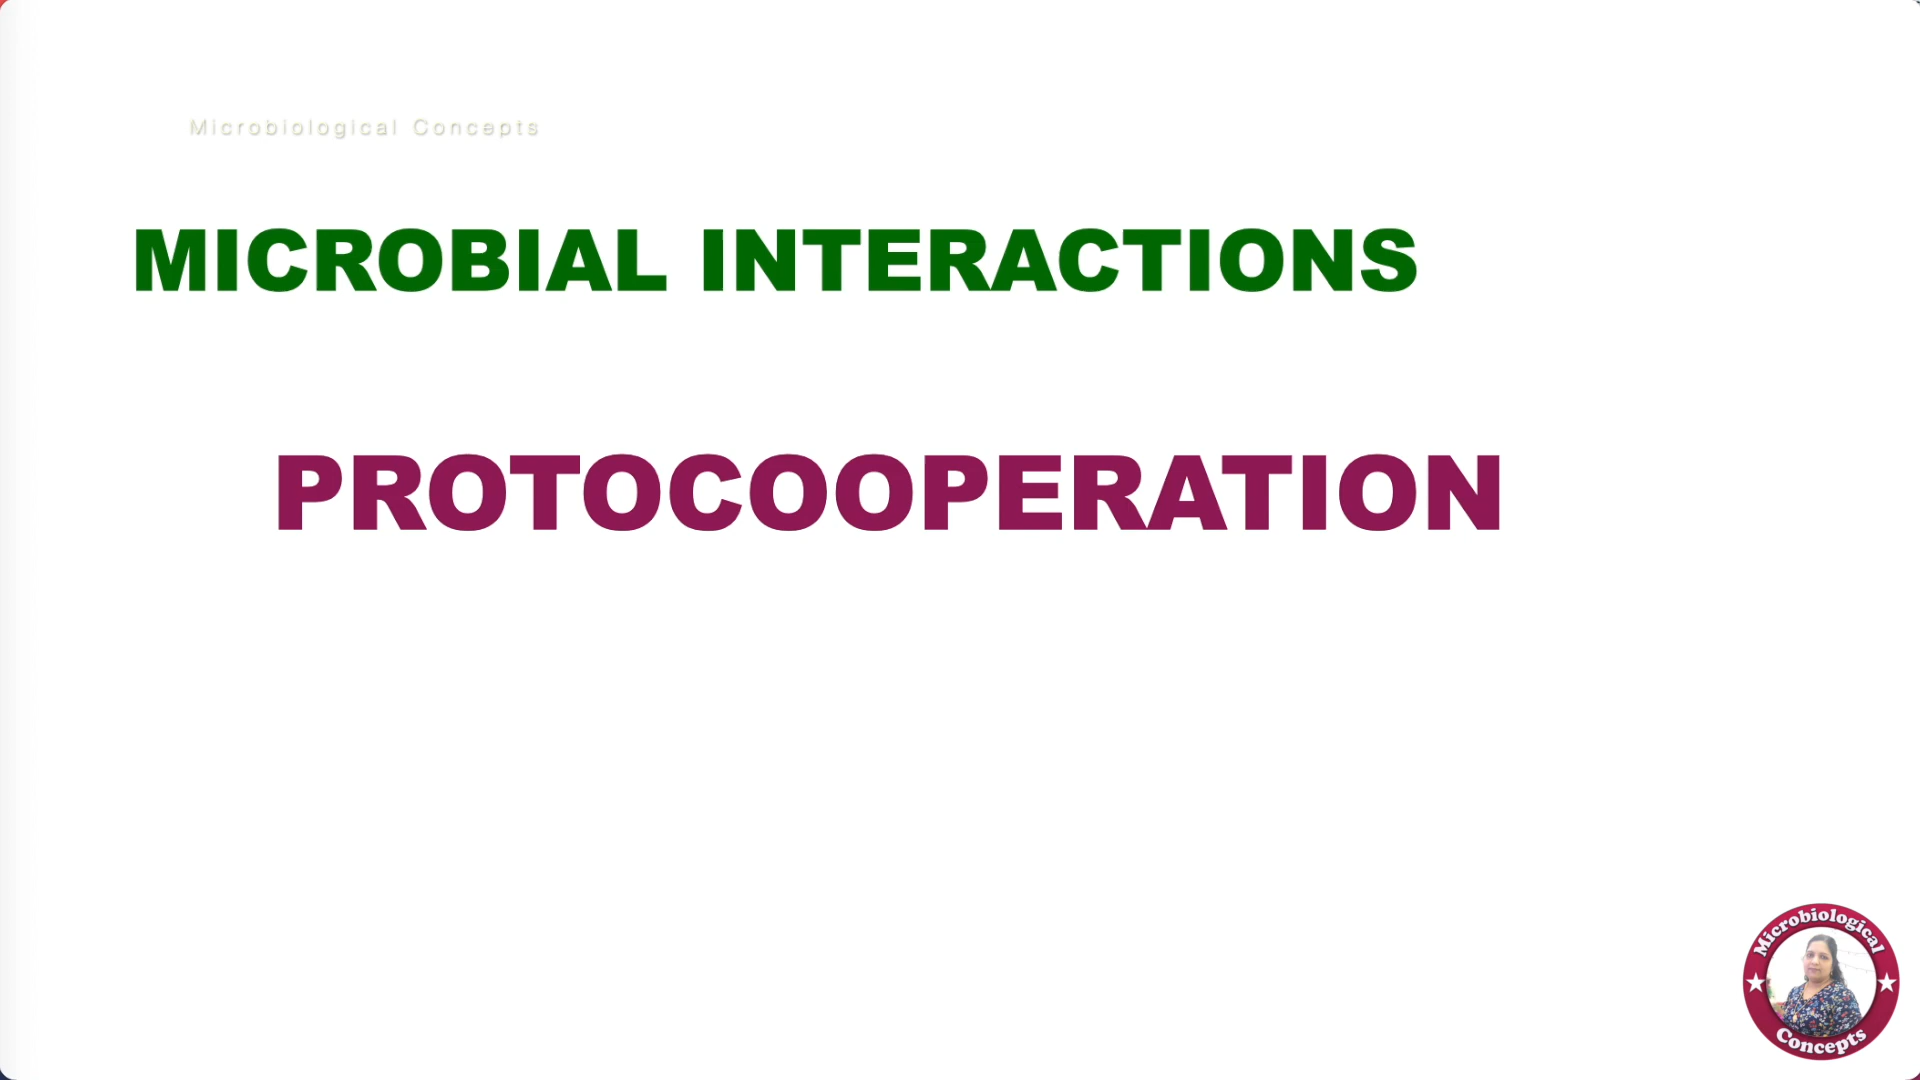 Microbiological Concepts
MICROBIAL INTERACTIONS
PROTOCOOPERATION
Microbiological
Concepts